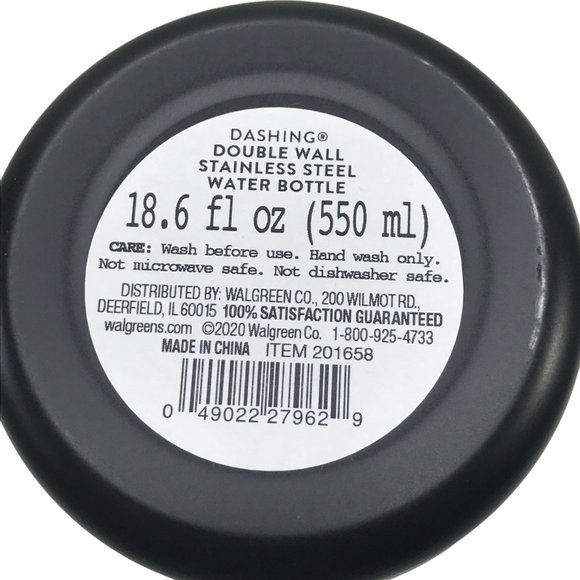 DASHING®
DOUBLE WALL
STAINLESS STEEL
WATER BOTTLE
18.6 fl oz (550 ml)
CARE: Wash before use. Hand wash only.
Not microwave safe. Not dishwasher safe.
DISTRIBUTED BY: WALGREEN CO., 200 WILMOT RD.,
DEERFIELD, IL 60015 100% SATISFACTION GUARANTEED
walgreens.com ©2020 Walgreen Co. 1-800-925-4733
MADE IN CHINA ITEM 201658
0 49022 27962 9